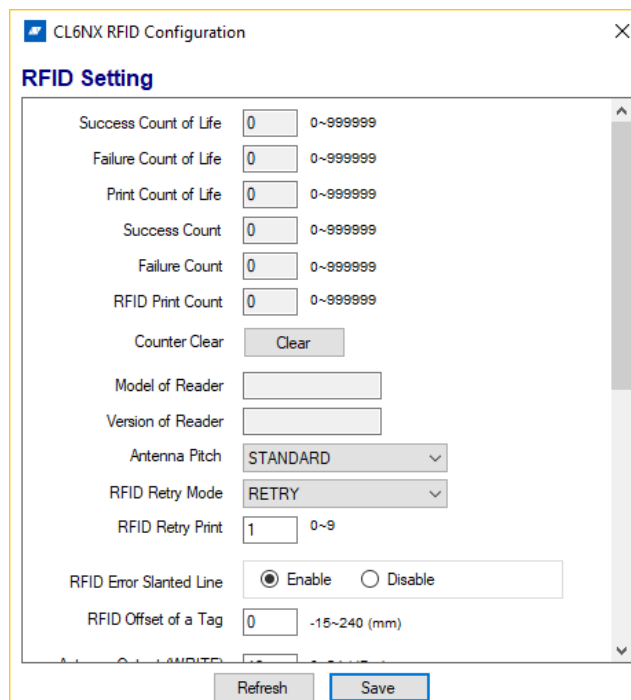 CL6NX RFID Configuration
RFID Setting
Success Count of Life 0 0~999999
Failure Count of Life 0 0~999999
Print Count of Life 0 0~999999
Success Count 0 0~999999
Failure Count 0 0~999999
RFID Print Count 0 0~999999
Counter Clear Clear
Model of Reader
Version of Reader
Antenna Pitch STANDARD
RFID Retry Mode RETRY
RFID Retry Print 1 0~9
RFID Error Slanted Line Enable Disable
RFID Offset of a Tag 0 -15~240 (mm)
(WRITE)
Refresh Save